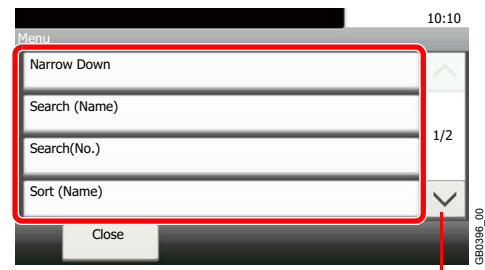 10:10
Menu
Narrow Down
Search (Name)
Search(No.)
1/2
Sort (Name)
Close
GB0396_00